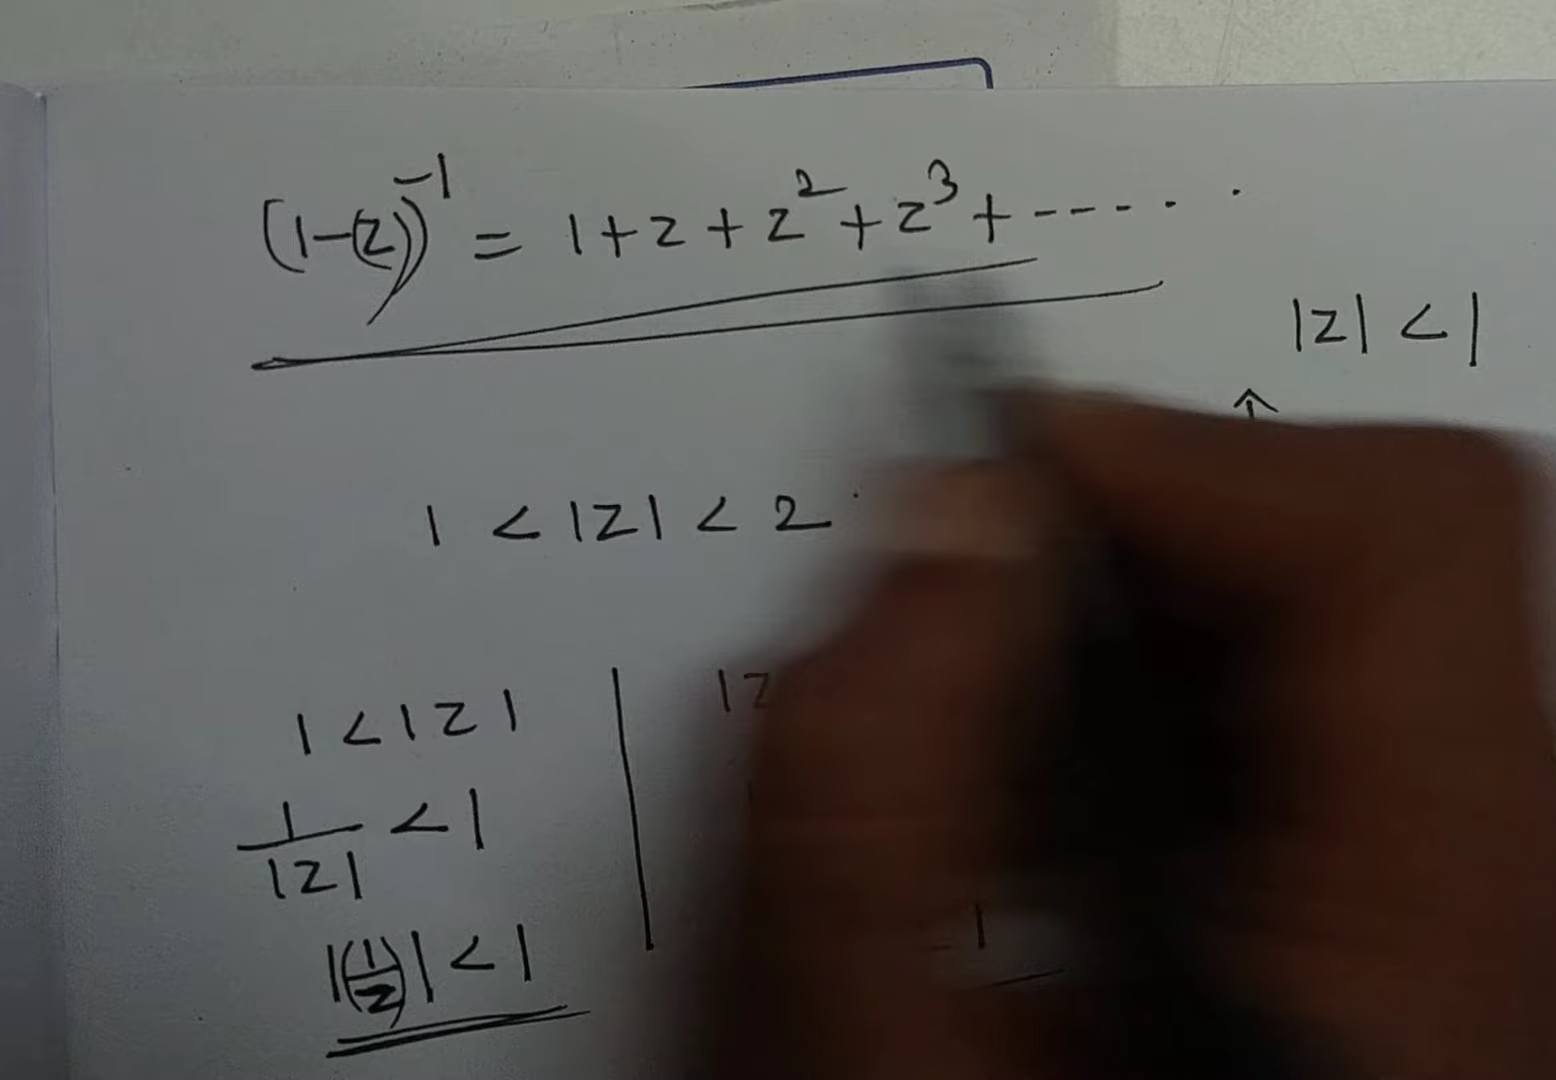 (1-(z))^-1 = 1 + z + z^2 + z^3 + - - - - . .
|z| < 1
↑
1 < |z| < 2
1 < |z|
1/|z| < 1
|(1/z)| < 1
|z